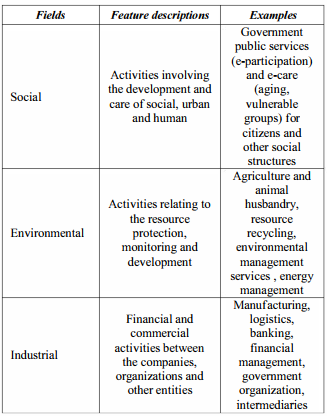 Fields Feature descriptions Examples
Social
Activities involving
the development and
care of social, urban
and human
Government
public services
(e-participation)
and e-care
(aging,
vulnerable
groups) for
citizens and
other social
structures
Environmental
Activities relating to
the resource
protection,
monitoring and
development
Agriculture and
animal
husbandry,
resource
recycling,
environmental
management
services , energy
management
Industrial
Financial and
commercial
activities between
the companies,
organizations and
other entities
Manufacturing,
logistics,
banking,
financial
management,
government
organization,
intermediaries